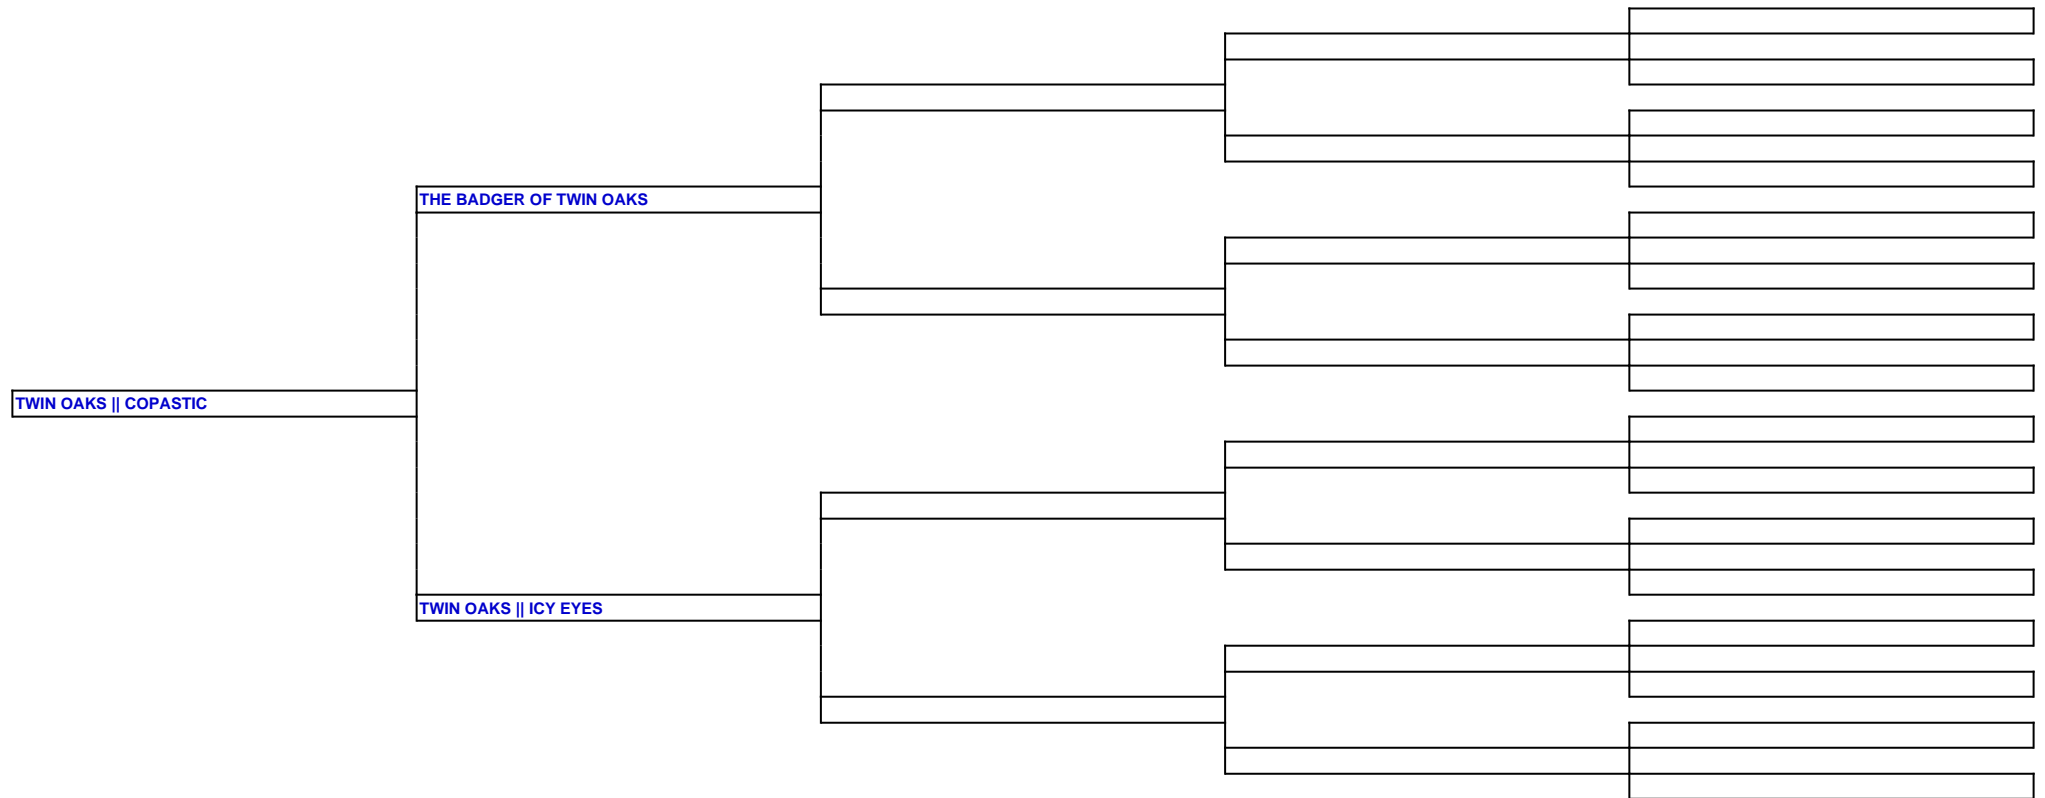 THE BADGER OF TWIN OAKS
TWIN OAKS || COPASTIC
TWIN OAKS || ICY EYES